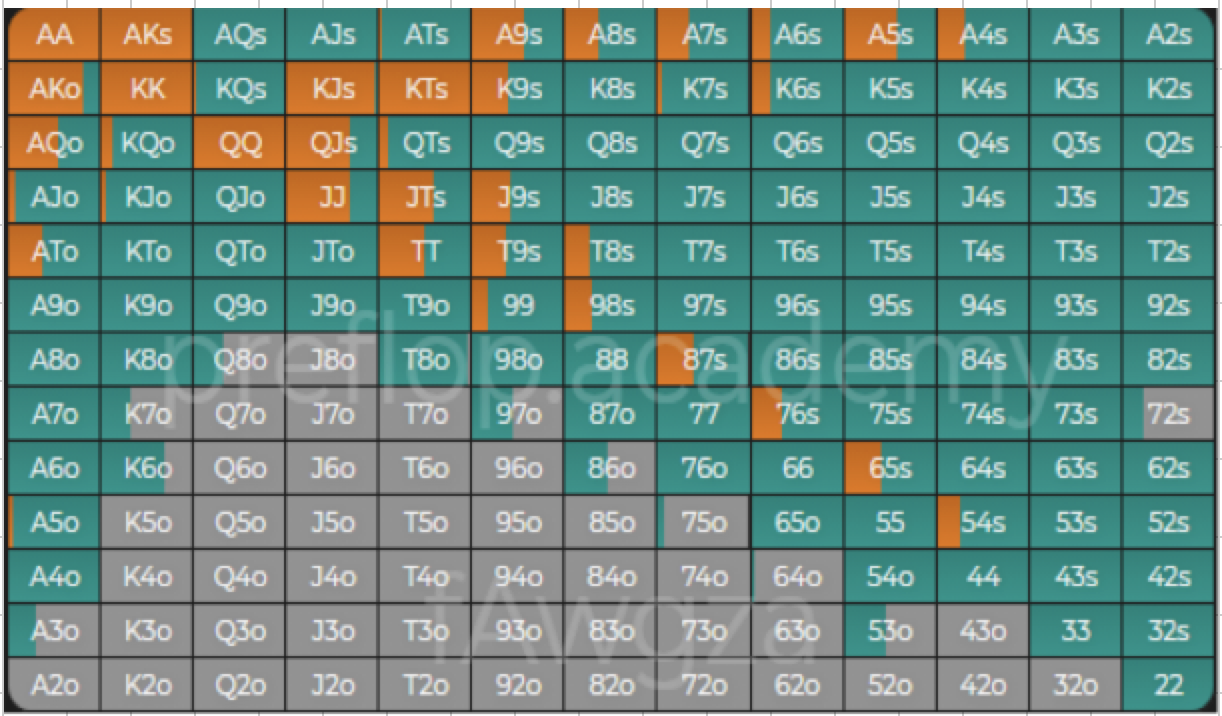 AA AKs AQs AJs ATs A9s A8s A7s A6s A5s A4s A3s A2s
AKo KK KQs KJs KTs K9s K8s K7s K6s K5s K4s K3s K2s
AQo KQo QQ QJs QTs Q9s Q8s Q7s Q6s Q5s Q4s Q3s Q2s
AJo KJo QJo JJ JTs J9s J8s J7s J6s J5s J4s J3s J2s
ATo KTo QTo JTo TT T9s T8s T7s T6s T5s T4s T3s T2s
A9o K9o Q9o J9o T9o 99 98s 97s 96s 95s 94s 93s 92s
preflop.academy
A8o K8o Q8o J8o T8o 98o 88 87s 86s 85s 84s 83s 82s
A7o K7o Q7o J7o T7o 97o 87o 77 76s 75s 74s 73s 72s
A6o K6o Q6o J6o T6o 96o 86o 76o 66 65s 64s 63s 62s
A5o K5o Q5o J5o T5o 95o 85o 75o 65o 55 54s 53s 52s
A4o K4o Q4o J4o T4o 94o 84o 74o 64o 54o 44 43s 42s
fAwgza
A3o K3o Q3o J3o T3o 93o 83o 73o 63o 53o 43o 33 32s
A2o K2o Q2o J2o T2o 92o 82o 72o 62o 52o 42o 32o 22